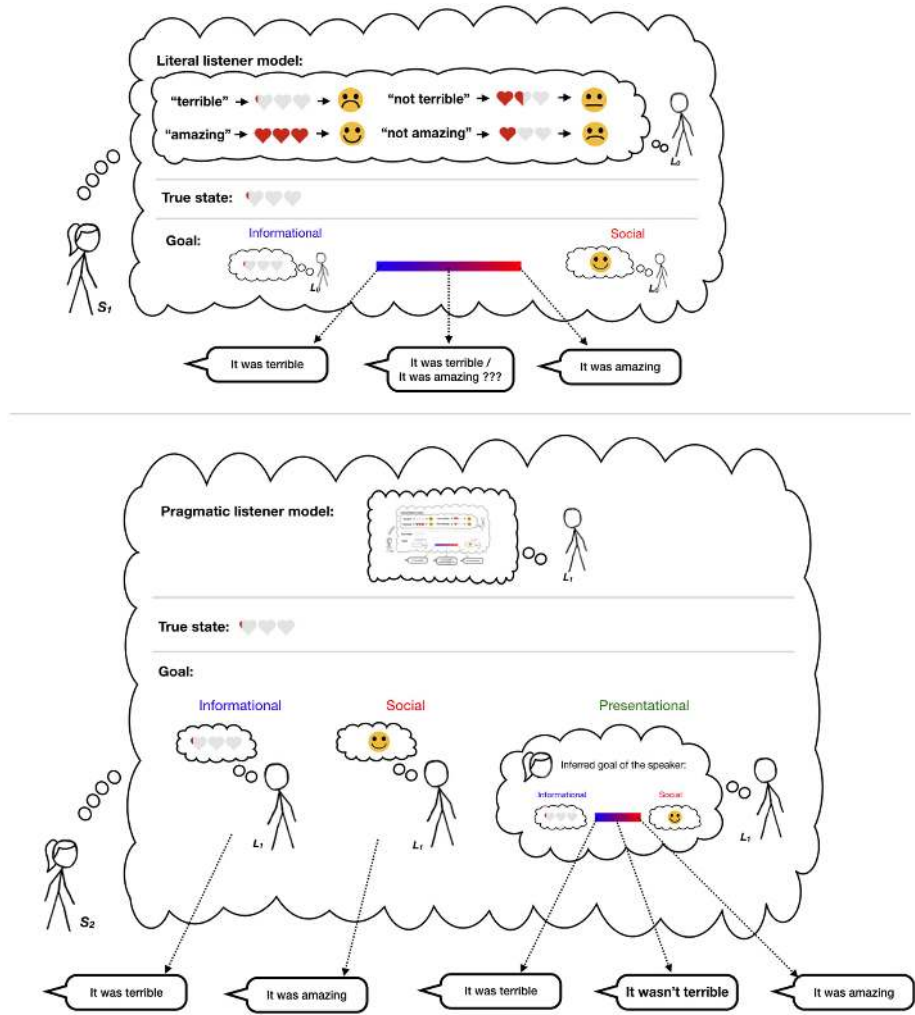 Literal listener model:
“terrible” “not terrible”
“amazing” “not amazing”
L₀
True state:
Goal: Informational Social
L₀ L₀
S₁
It was terrible
It was terrible /
It was amazing ???
It was amazing
Pragmatic listener model:
L₁
True state:
Goal:
Informational Social Presentational
Inferred goal of the speaker:
Informational Social
L₁ L₁ L₁
S₂
It was terrible
It was amazing
It was terrible
It wasn’t terrible
It was amazing